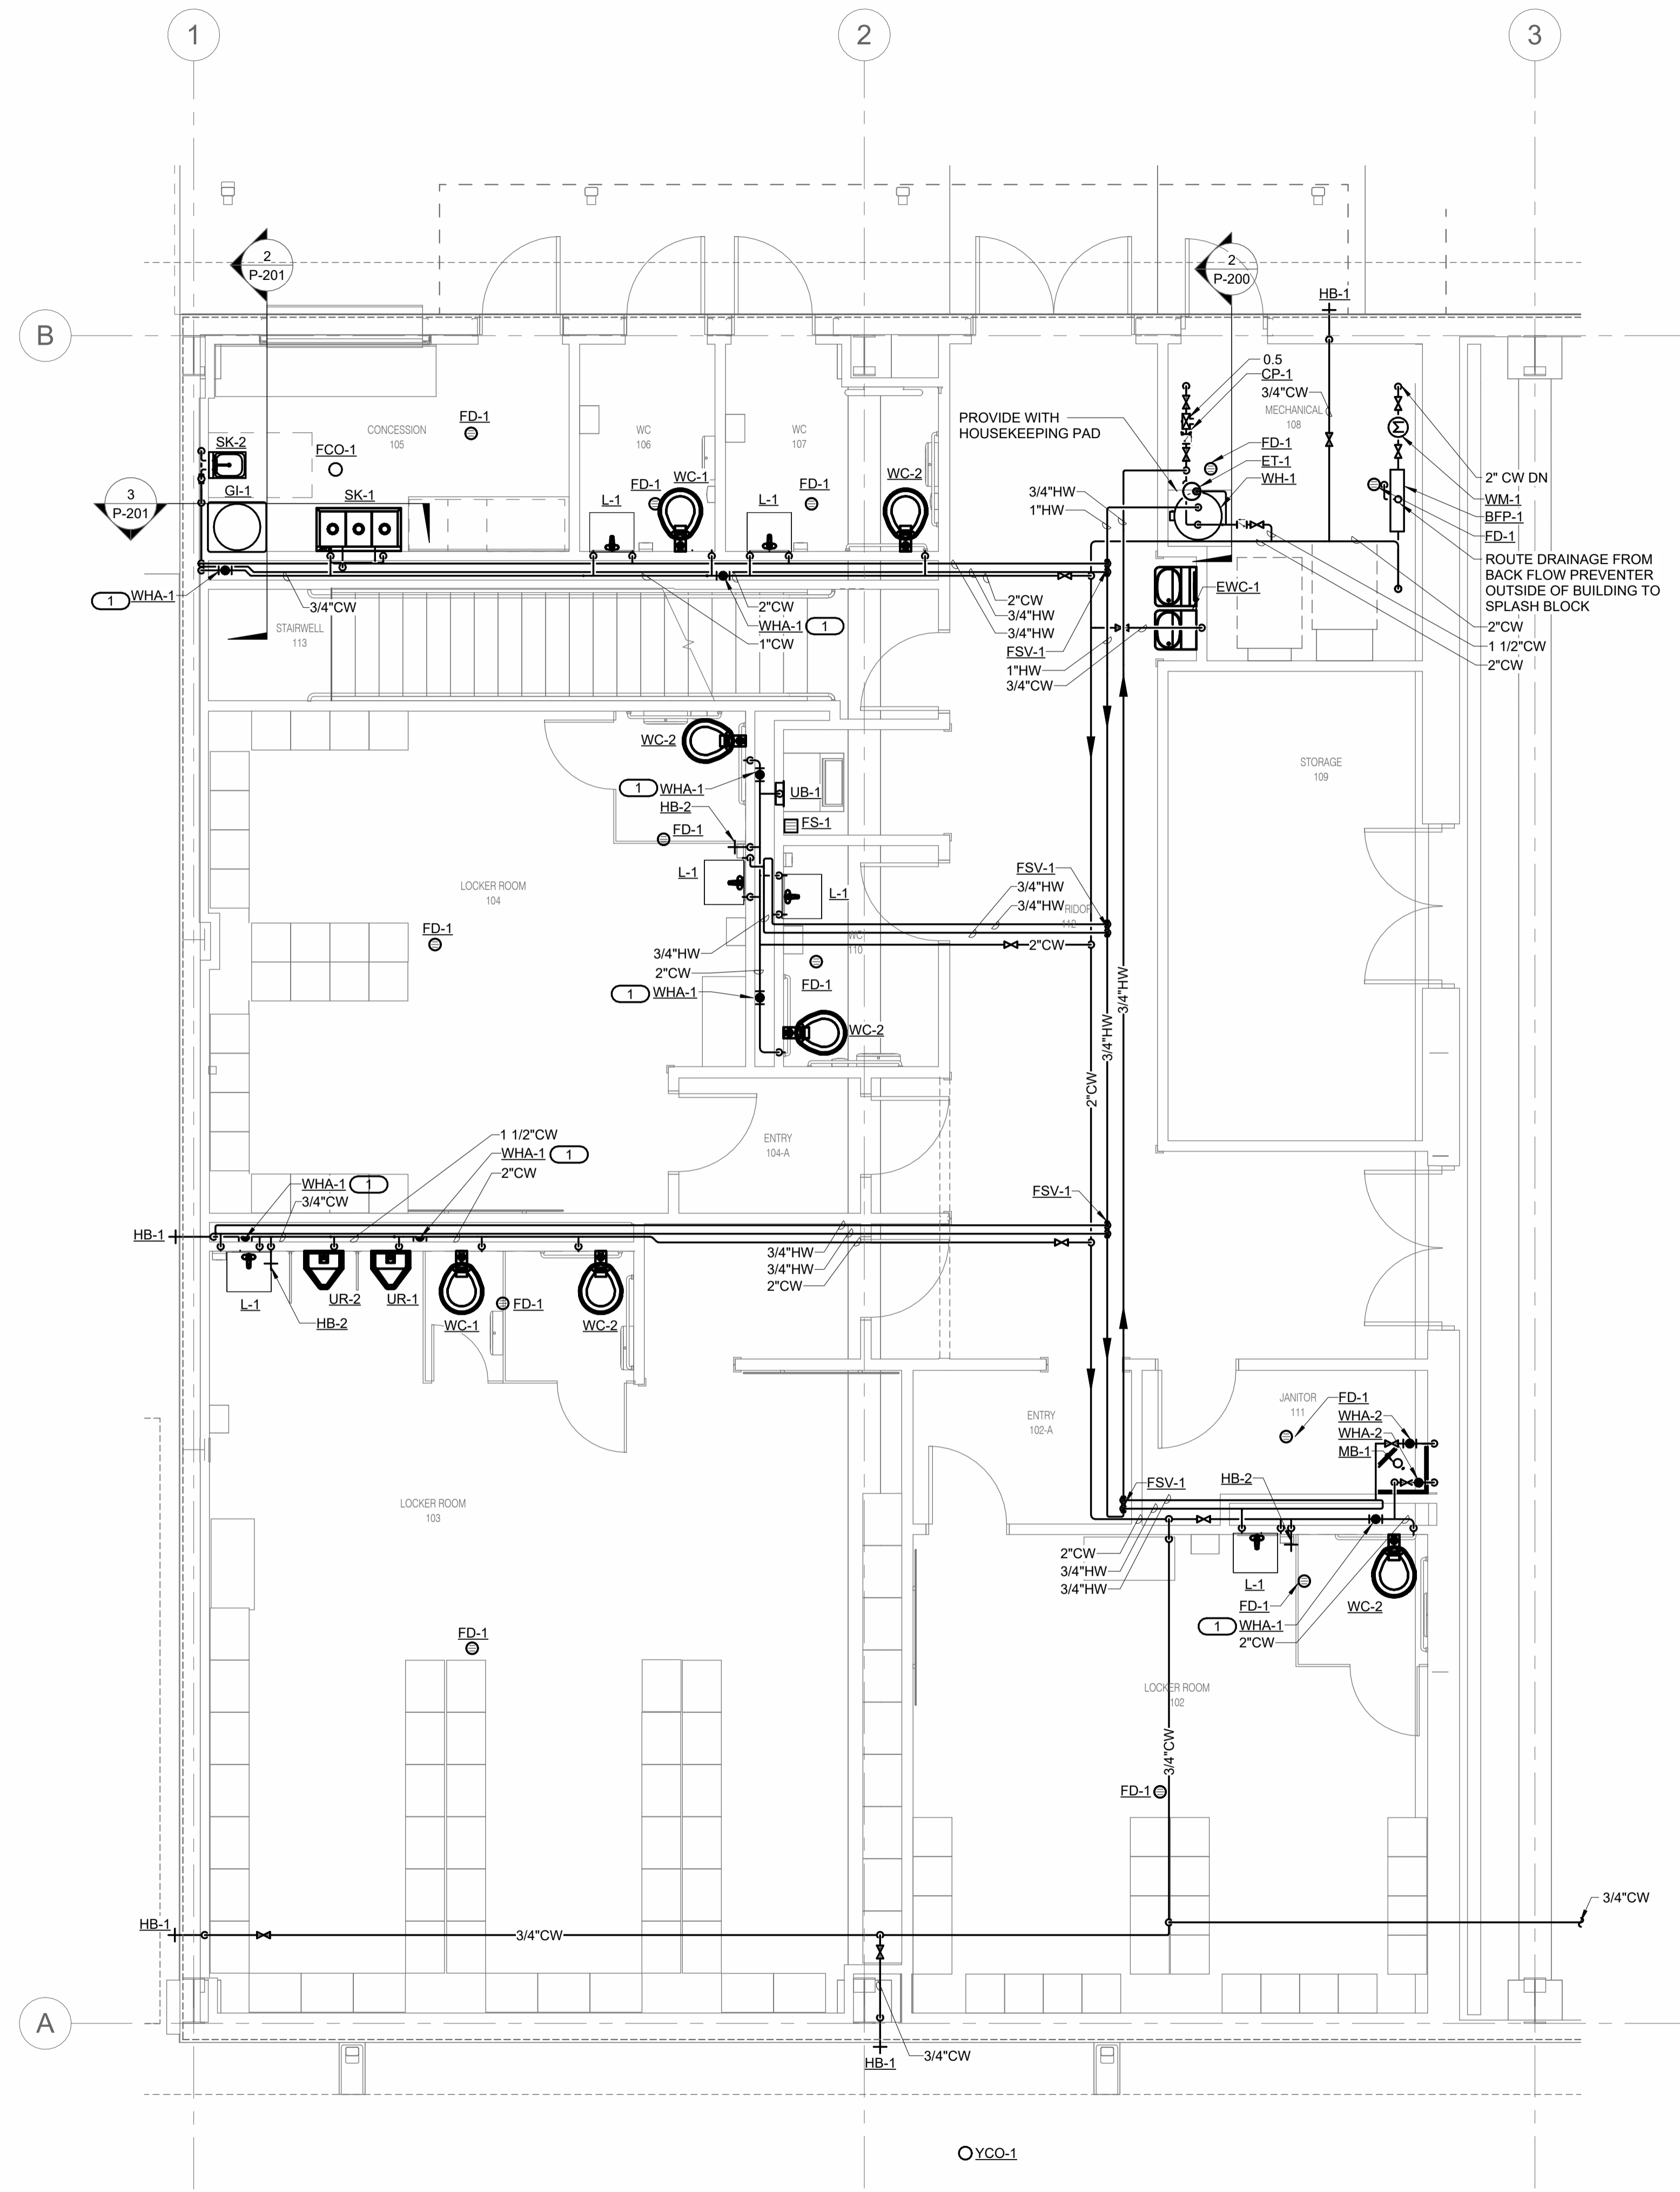 1
2
3
2
P-201
2
P-200
HB-1
B
0.5
CP-1
3/4"CW
MECHANICAL
108
PROVIDE WITH
HOUSEKEEPING PAD
FD-1
CONCESSION
105
WC
106
WC
107
SK-2
FCO-1
FD-1
ET-1
WH-1
WC-1
WC-2
2" CW DN
WM-1
BFP-1
FD-1
GI-1
SK-1
L-1
FD-1
L-1
FD-1
3/4"HW
1"HW
3
P-201
ROUTE DRAINAGE FROM
BACK FLOW PREVENTER
OUTSIDE OF BUILDING TO
SPLASH BLOCK
EWC-1
1
WHA-1
3/4"CW
2"CW
WHA-1
1
1"CW
2"CW
3/4"HW
3/4"HW
FSV-1
1"HW
3/4"CW
2"CW
1 1/2"CW
2"CW
STAIRWELL
113
WC-2
1
WHA-1
HB-2
UB-1
FS-1
FD-1
STORAGE
109
LOCKER ROOM
104
L-1
L-1
FSV-1
3/4"HW
3/4"HW
RIDOR
112
FD-1
3/4"HW
2"CW
1
WHA-1
WC
110
FD-1
2"CW
WC-2
3/4"HW
3/4"HW
2"CW
1 1/2"CW
WHA-1
1
2"CW
ENTRY
104-A
WHA-1
1
3/4"CW
FSV-1
HB-1
3/4"HW
3/4"HW
2"CW
L-1
HB-2
UR-2
UR-1
WC-1
FD-1
WC-2
ENTRY
102-A
JANITOR
111
FD-1
WHA-2
WHA-2
MB-1
FSV-1
HB-2
LOCKER ROOM
103
2"CW
3/4"HW
3/4"HW
L-1
FD-1
1
WHA-1
2"CW
WC-2
FD-1
LOCKER ROOM
102
3/4"CW
FD-1
3/4"CW
HB-1
3/4"CW
A
HB-1
3/4"CW
YCO-1